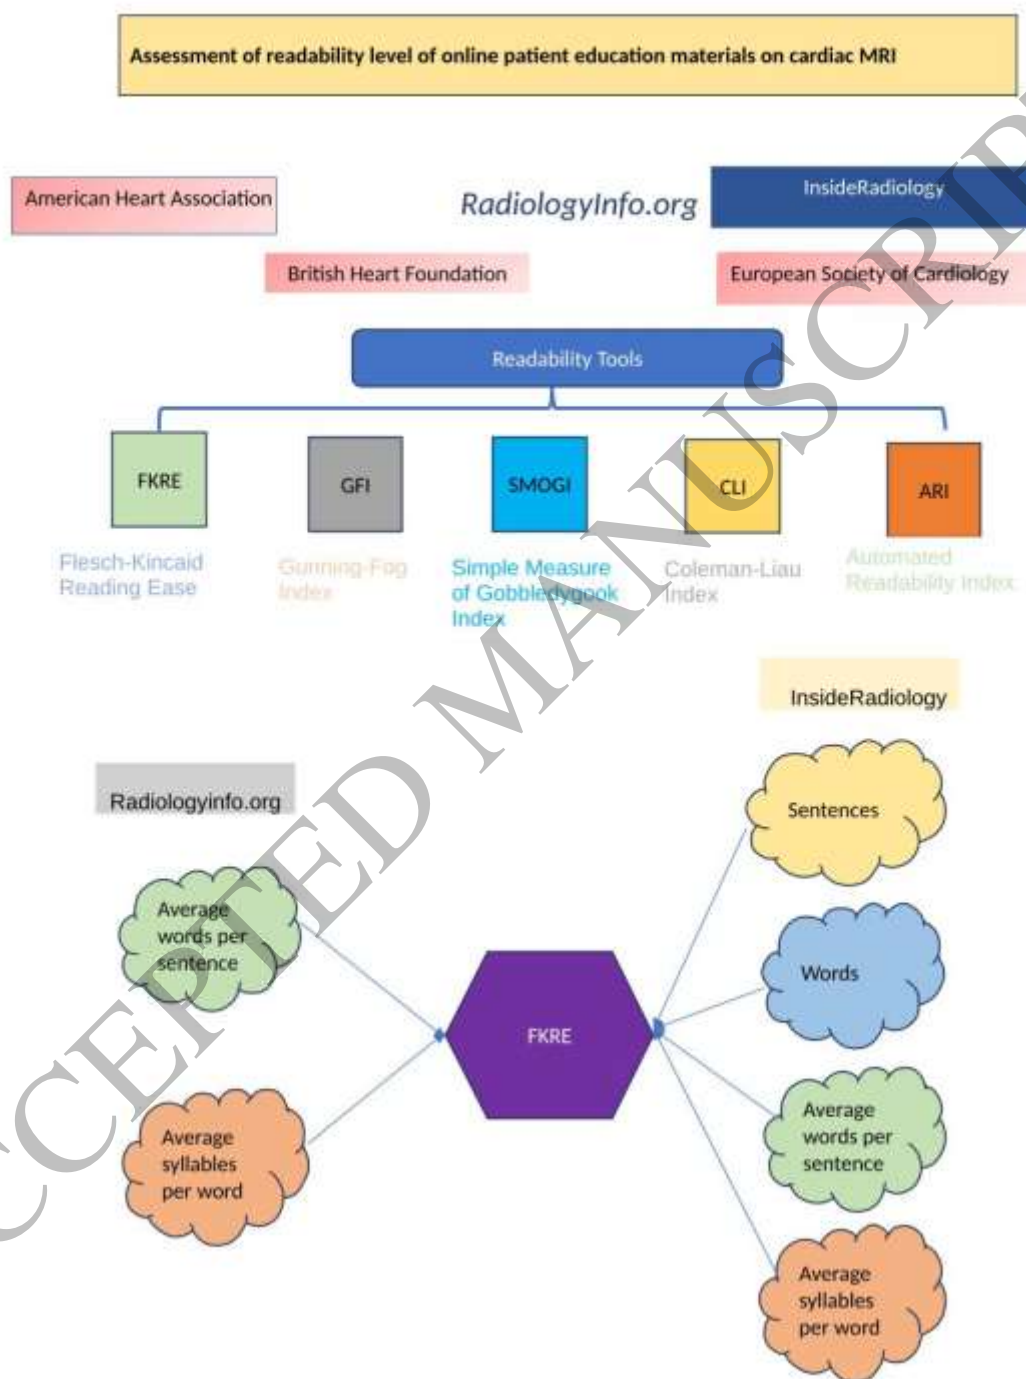 Assessment of readability level of online patient education materials on cardiac MRI
American Heart Association
RadiologyInfo.org
InsideRadiology
British Heart Foundation
European Society of Cardiology
Readability Tools
FKRE
GFI
SMOGI
CLI
ARI
Flesch-Kincaid
Reading Ease
Gunning-Fog
Index
Simple Measure
of Gobbledygook
Index
Coleman-Liau
Index
Automated
Readability Index
InsideRadiology
Radiologyinfo.org
Sentences
Average
words per
sentence
Words
FKRE
Average
words per
sentence
Average
syllables
per word
Average
syllables
per word
CCEPTED MANUSCRIPT